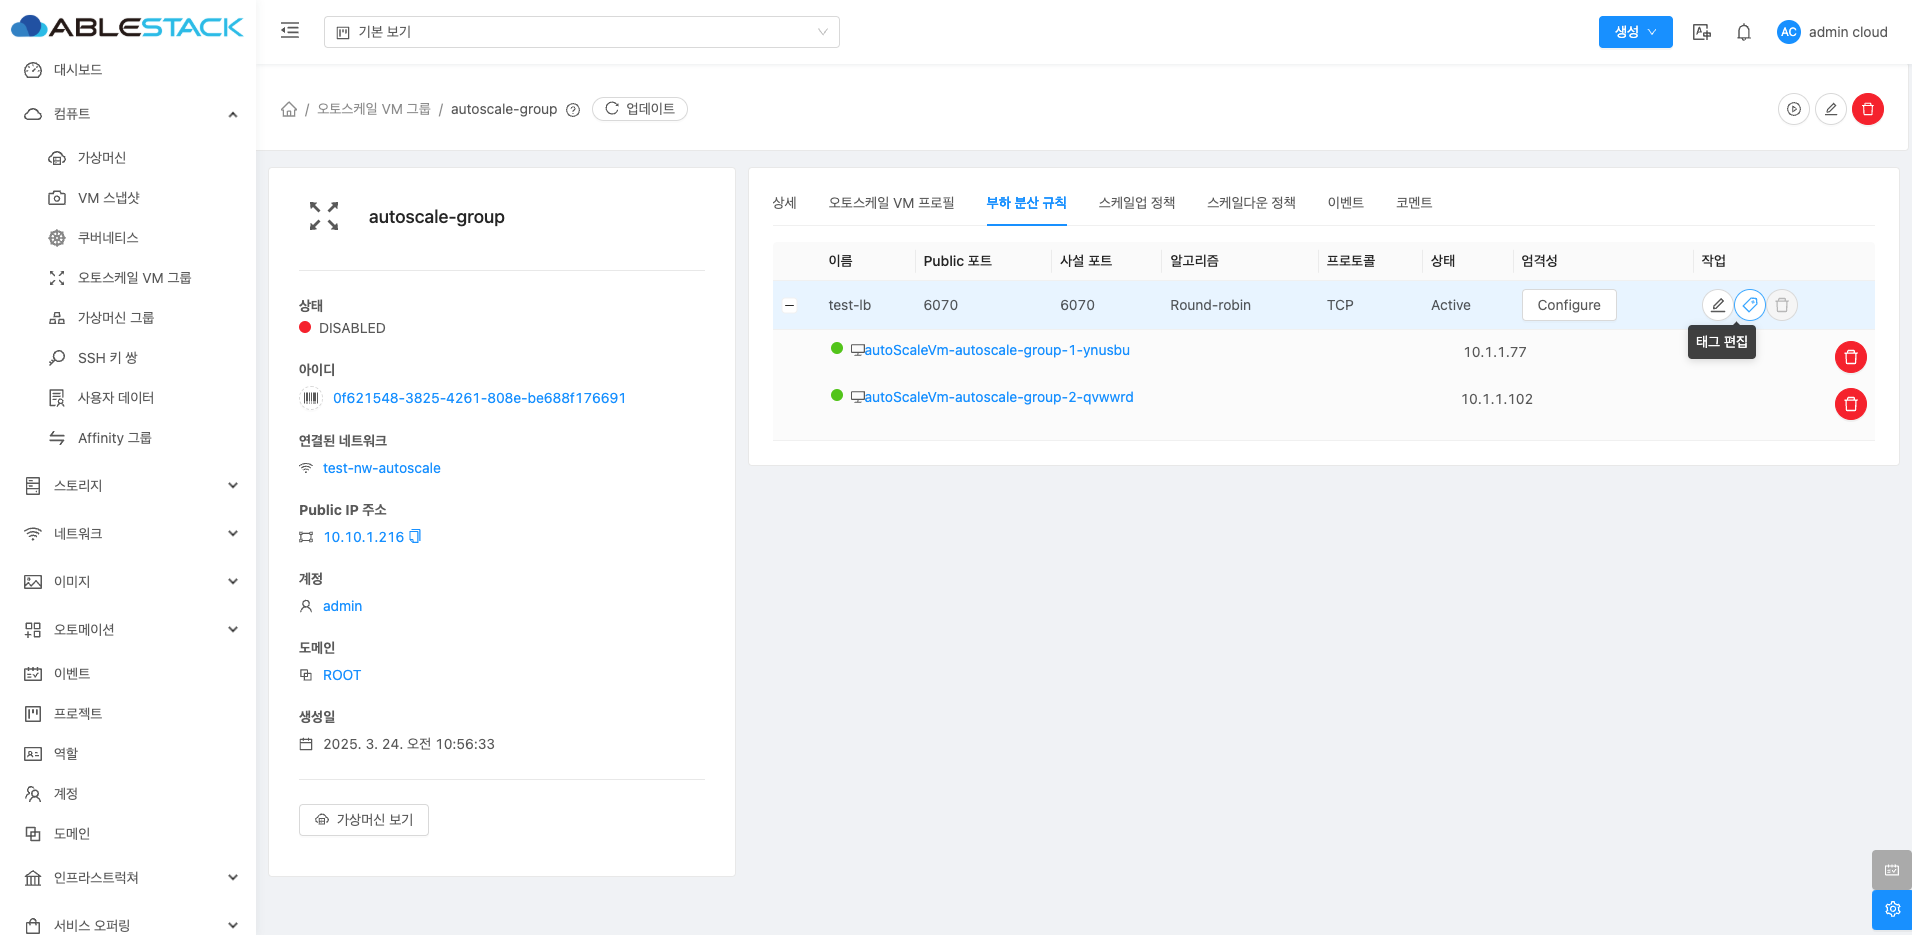 ABLESTACK
기본 보기
생성
AC
admin cloud
대시보드
컴퓨트
가상머신
VM 스냅샷
쿠버네티스
오토스케일 VM 그룹
가상머신 그룹
SSH 키 쌍
사용자 데이터
Affinity 그룹
스토리지
네트워크
이미지
오토메이션
이벤트
프로젝트
역할
계정
도메인
인프라스트럭쳐
서비스 오퍼링
/ 오토스케일 VM 그룹 / autoscale-group
업데이트
autoscale-group
상태
DISABLED
아이디
0f621548-3825-4261-808e-be688f176691
연결된 네트워크
test-nw-autoscale
Public IP 주소
10.10.1.216
계정
admin
도메인
ROOT
생성일
2025. 3. 24. 오전 10:56:33
가상머신 보기
상세 오토스케일 VM 프로필 부하 분산 규칙 스케일업 정책 스케일다운 정책 이벤트 코멘트
이름 Public 포트 사설 포트 알고리즘 프로토콜 상태 엄격성 작업
test-lb 6070 6070 Round-robin TCP Active Configure
태그 편집
autoScaleVm-autoscale-group-1-ynusbu 10.1.1.77
autoScaleVm-autoscale-group-2-qvwwrd 10.1.1.102